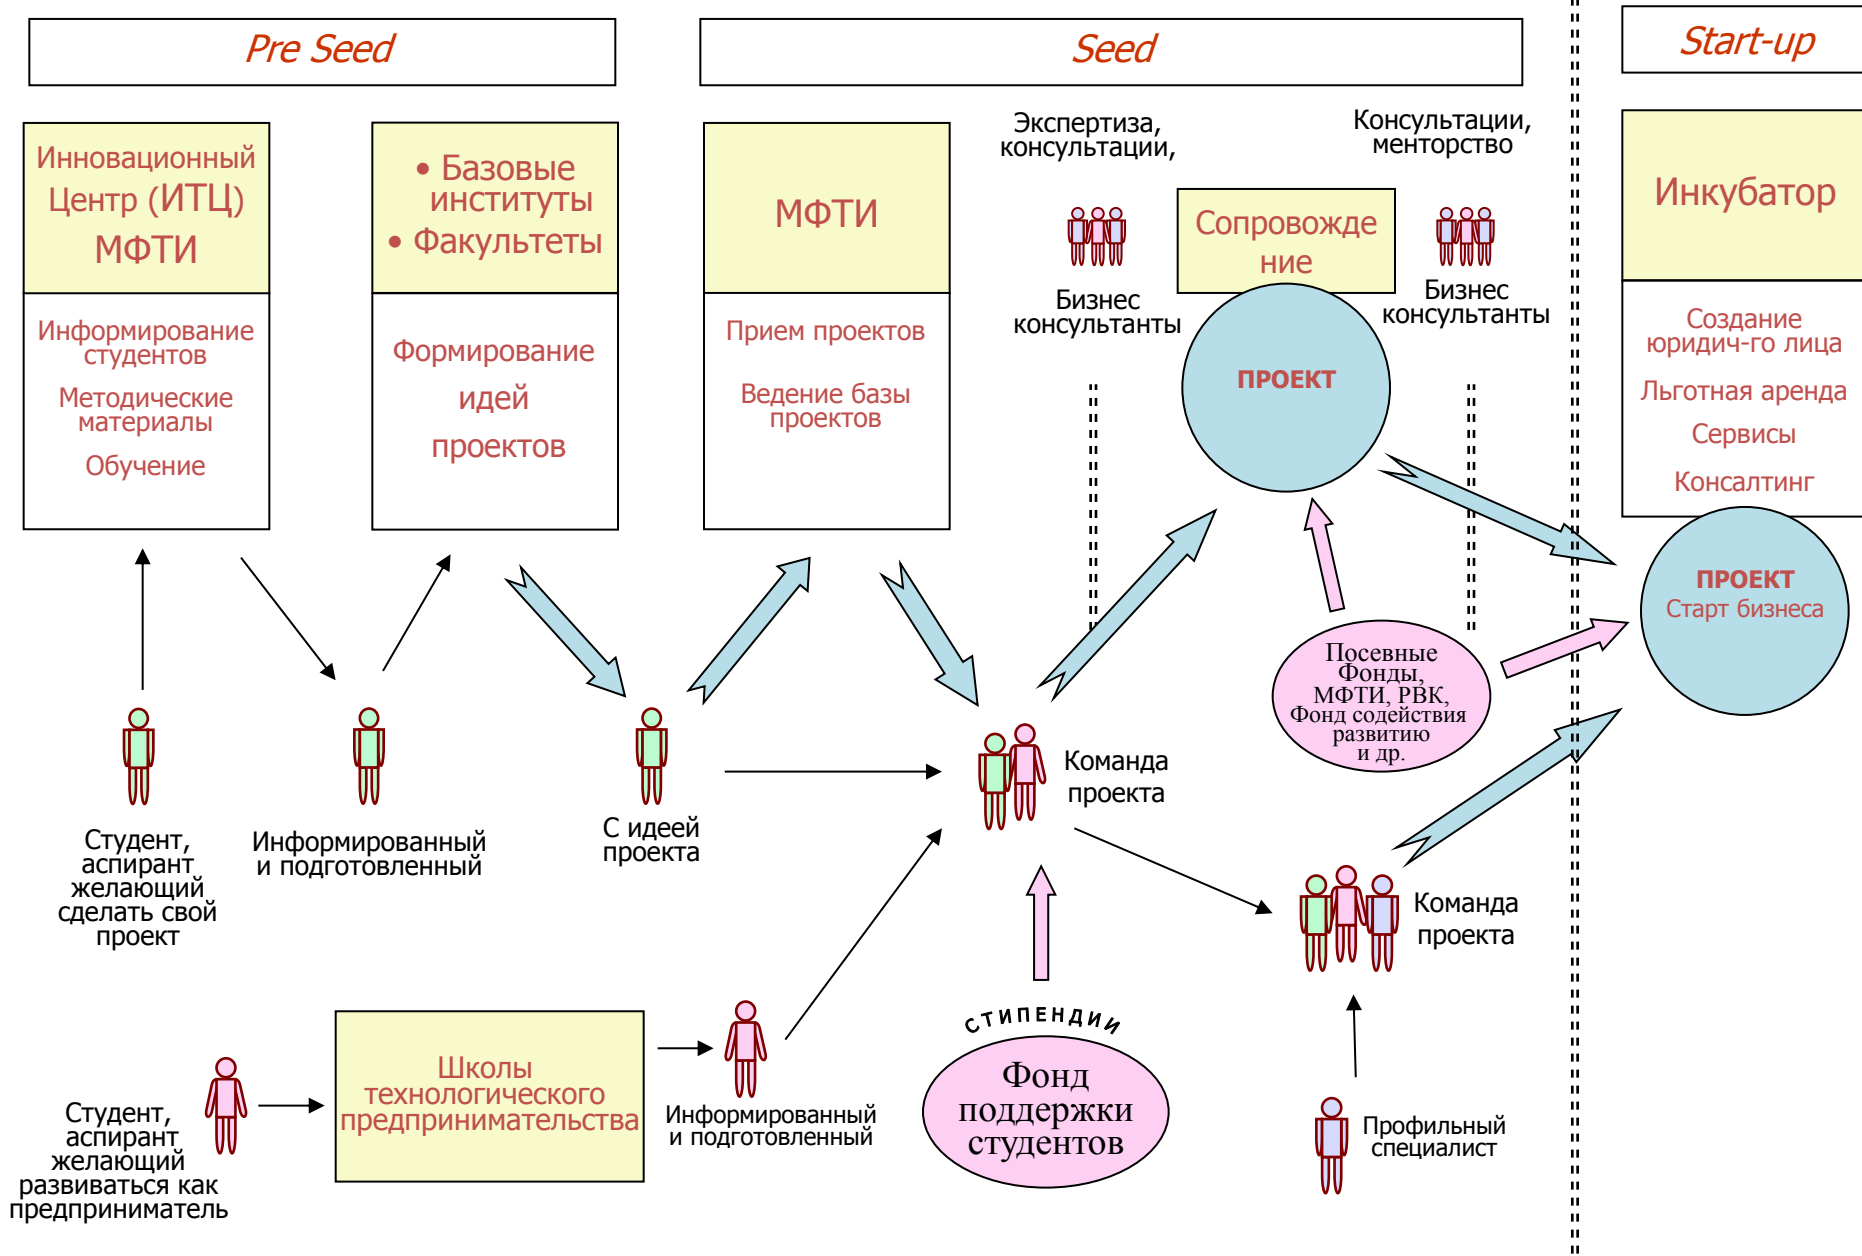 Pre Seed
Seed
Start-up
Инновационный
Центр (ИТЦ)
МФТИ
Информирование
студентов
Методические
материалы
Обучение
• Базовые
институты
• Факультеты
Формирование
идей
проектов
МФТИ
Прием проектов
Ведение базы
проектов
Экспертиза,
консультации,
Бизнес
консультанты
Сопровожде
ние
ПРОЕКТ
Консультации,
менторство
Бизнес
консультанты
Инкубатор
Создание
юридич-го лица
Льготная аренда
Сервисы
Консалтинг
ПРОЕКТ
Старт бизнеса
Посевные
Фонды,
МФТИ, РВК,
Фонд содействия
развитию
и др.
Студент,
аспирант
желающий
сделать свой
проект
Информированный
и подготовленный
С идеей
проекта
Команда
проекта
Команда
проекта
Студент,
аспирант
желающий
развиваться как
предприниматель
Школы
технологического
предпринимательства
Информированный
и подготовленный
СТИПЕНДИИ
Фонд
поддержки
студентов
Профильный
специалист